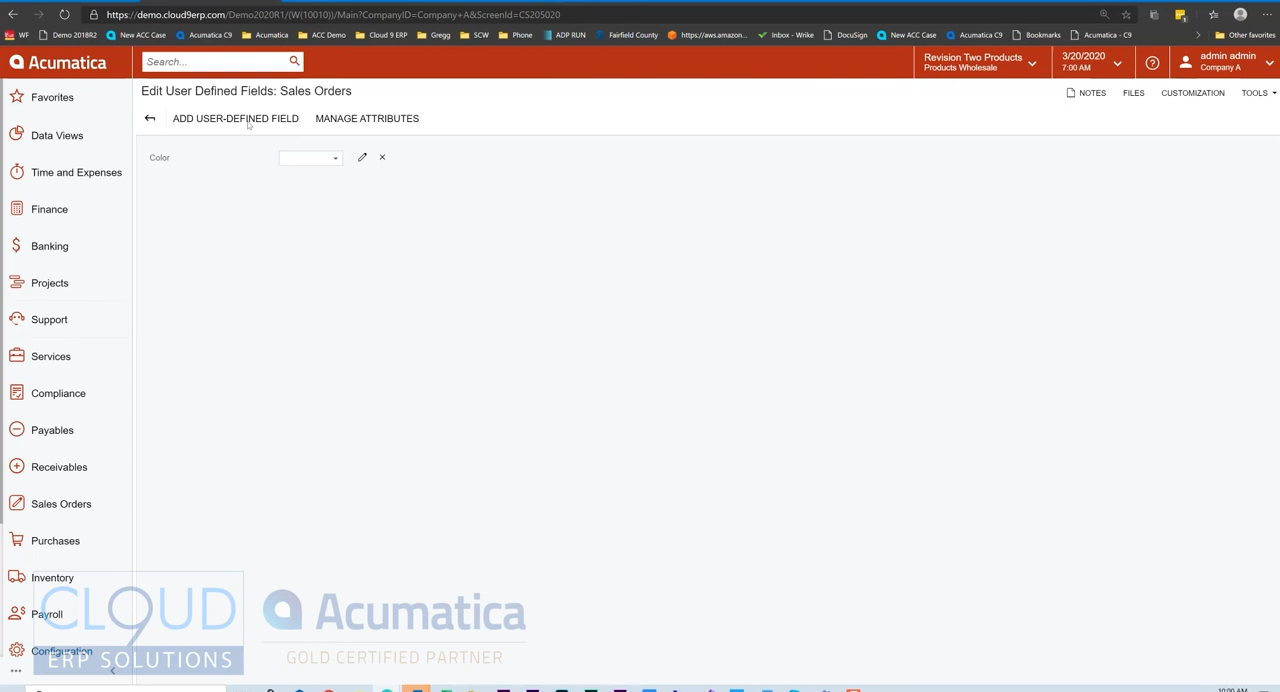 https://demo.cloud9erp.com/Demo2020R1/(W(10010))/Main?CompanyID=Company+A&ScreenId=CS205020
WF Demo 2018R2 New ACC Case Acumatica C9 Acumatica ACC Demo Cloud 9 ERP Gregg SCW Phone ADP RUN Fairfield County https://aws.amazon... Inbox - Wrike DocuSign New ACC Case Acumatica C9 Bookmarks Acumatica - C9 Other favorites
Acumatica
Search...
Revision Two Products
Products Wholesale
3/20/2020
7:00 AM
admin admin
Company A
Edit User Defined Fields: Sales Orders
NOTES FILES CUSTOMIZATION TOOLS
ADD USER-DEFINED FIELD MANAGE ATTRIBUTES
Color
Favorites
Data Views
Time and Expenses
Finance
Banking
Projects
Support
Services
Compliance
Payables
Receivables
Sales Orders
Purchases
Inventory
Payroll
Configuration
CLOUD 9
ERP SOLUTIONS
Acumatica
GOLD CERTIFIED PARTNER
10:00 AM